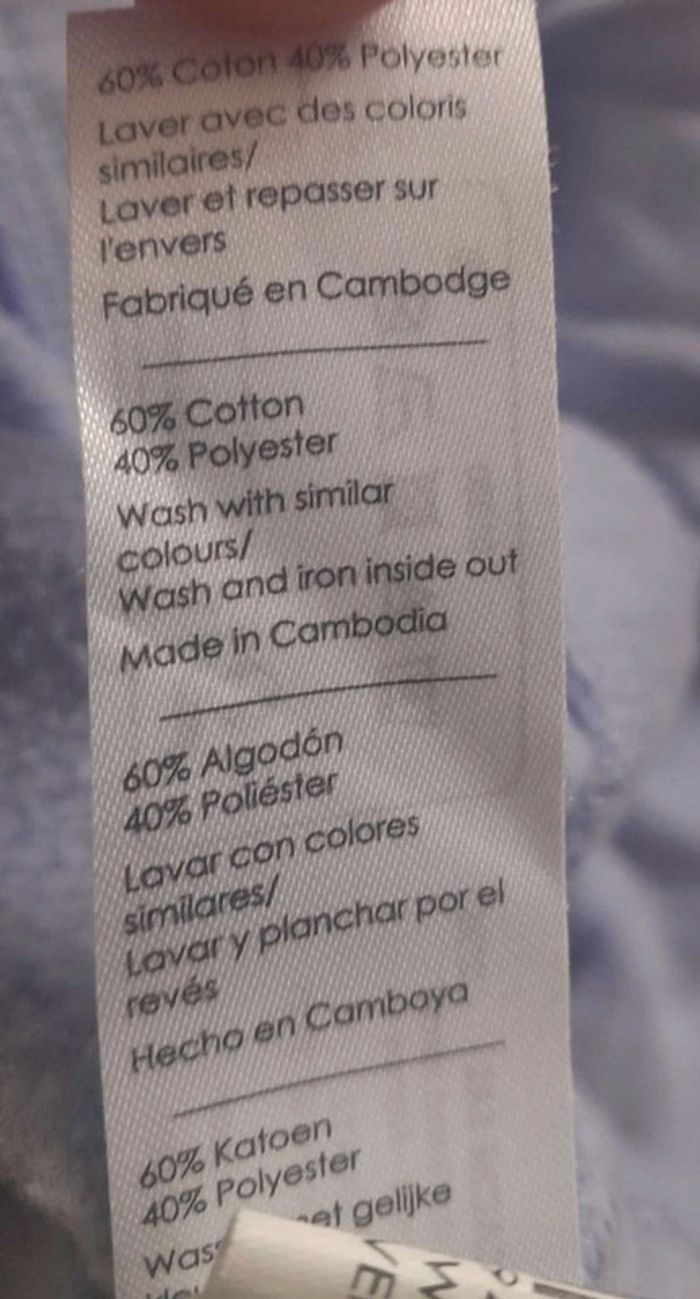 60% Coton 40% Polyester
Laver avec des coloris
similaires/
Laver et repasser sur
l'envers
Fabriqué en Cambodge
60% Cotton
40% Polyester
Wash with similar
colours/
Wash and iron inside out
Made in Cambodia
60% Algodón
40% Poliéster
Lavar con colores
similares/
Lavar y planchar por el
revés
Hecho en Camboya
60% Katoen
40% Polyester
gelijke